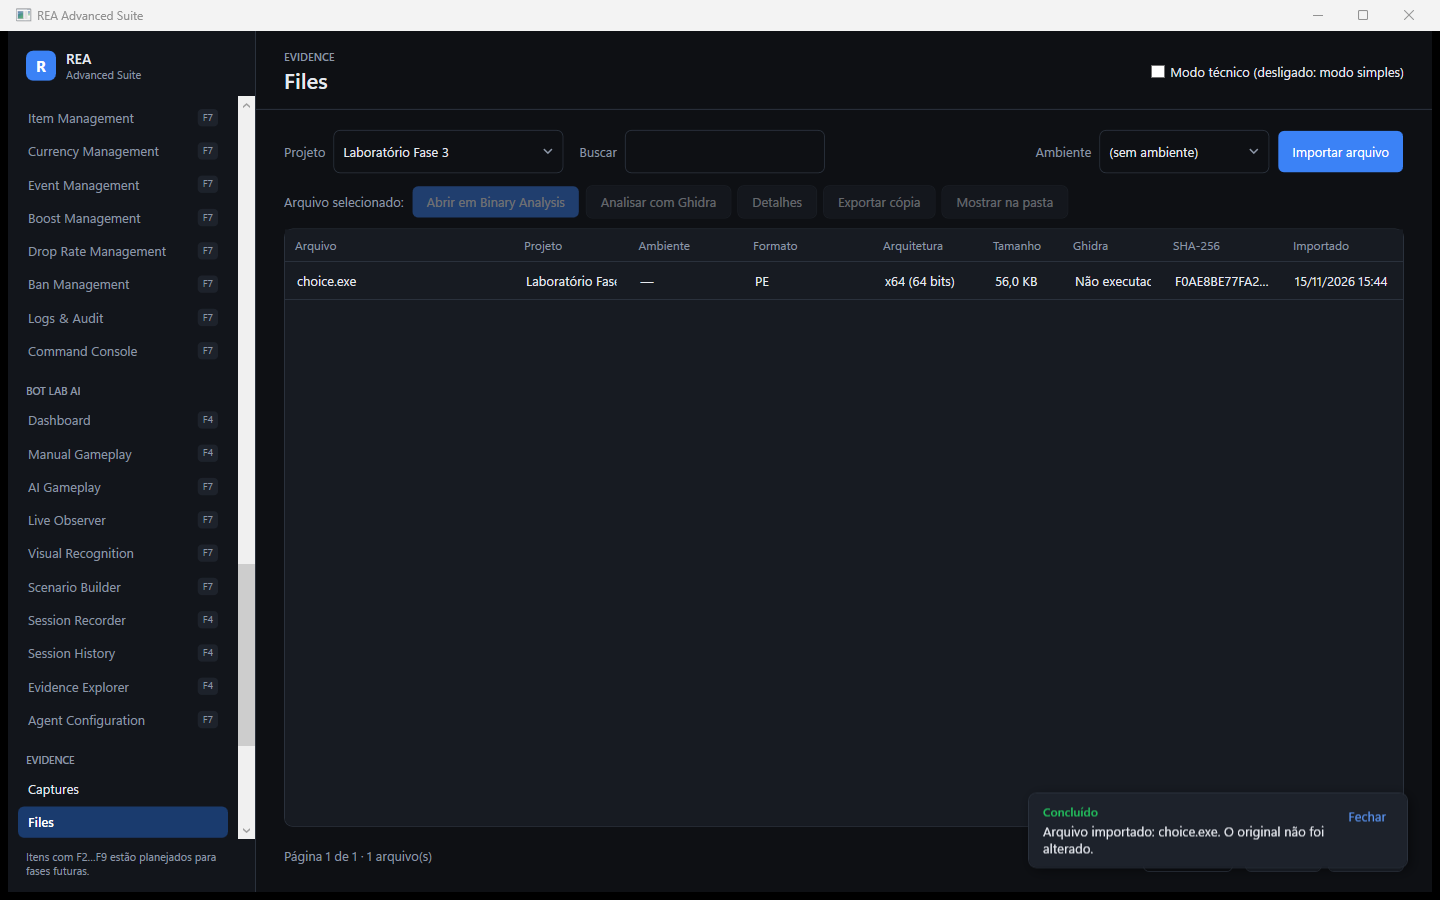 REA Advanced Suite
R
REA
Advanced Suite
Item Management F7
Currency Management F7
Event Management F7
Boost Management F7
Drop Rate Management F7
Ban Management F7
Logs & Audit F7
Command Console F7
BOT LAB AI
Dashboard F4
Manual Gameplay F4
AI Gameplay F7
Live Observer F7
Visual Recognition F7
Scenario Builder F7
Session Recorder F4
Session History F4
Evidence Explorer F4
Agent Configuration F7
EVIDENCE
Captures
Files
Itens com F2...F9 estão planejados para
fases futuras.
EVIDENCE
Files
Modo técnico (desligado: modo simples)
Projeto Laboratório Fase 3 Buscar Ambiente (sem ambiente) Importar arquivo
Arquivo selecionado: Abrir em Binary Analysis Analisar com Ghidra Detalhes Exportar cópia Mostrar na pasta
Arquivo Projeto Ambiente Formato Arquitetura Tamanho Ghidra SHA-256 Importado
choice.exe Laboratório Fase — PE x64 (64 bits) 56,0 KB Não executac F0AE8BE77FA2... 15/11/2026 15:44
Página 1 de 1 · 1 arquivo(s)
Concluído
Fechar
Arquivo importado: choice.exe. O original não foi
alterado.